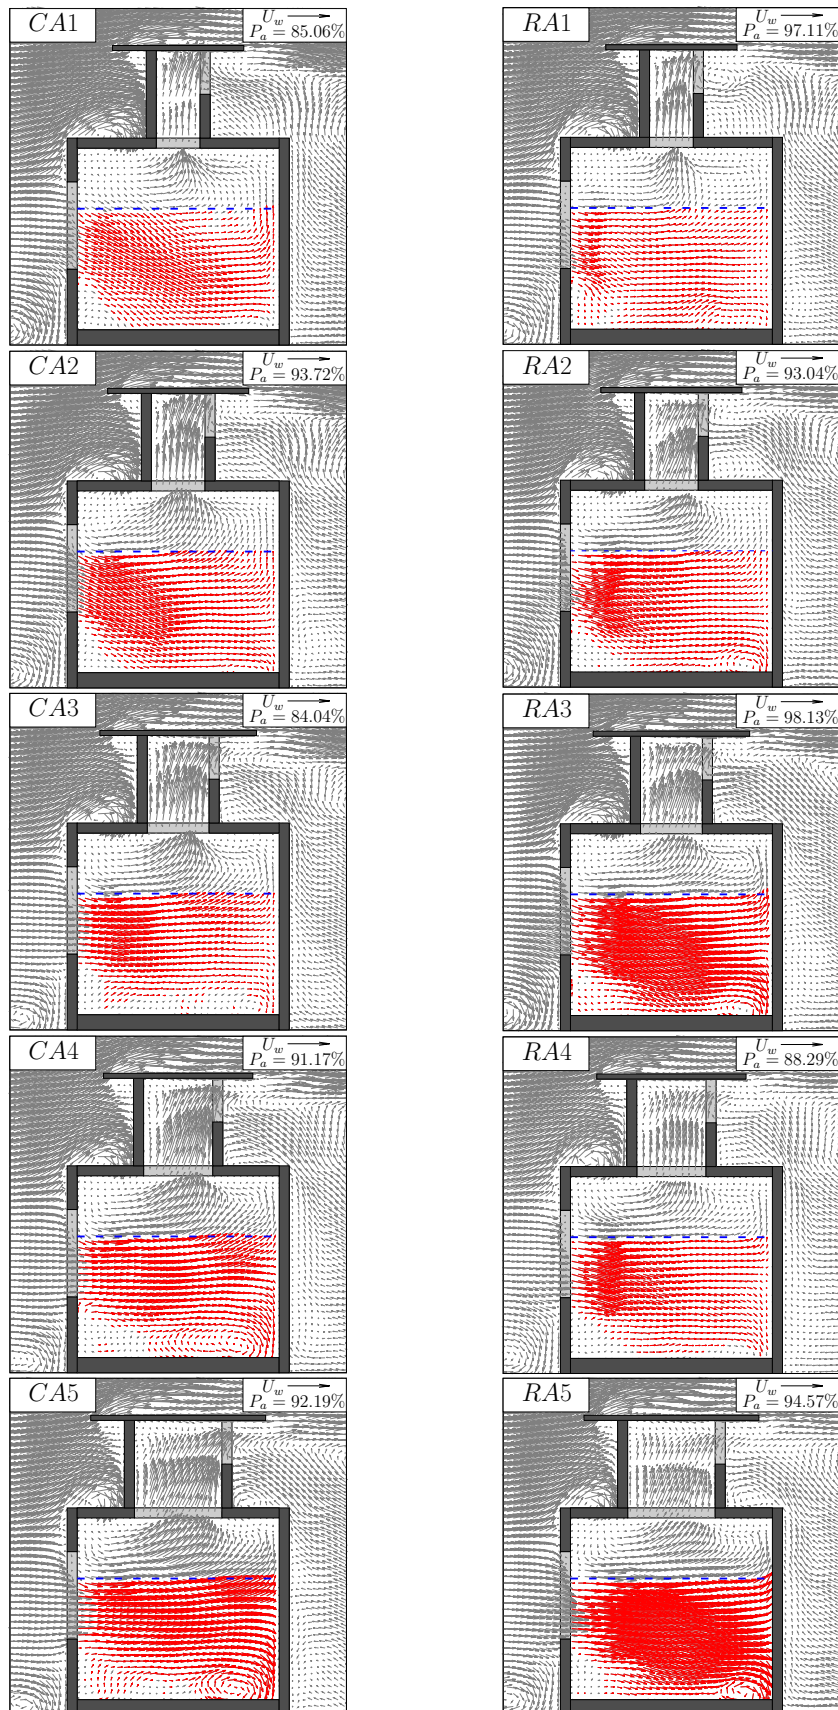 CA1
U_w
P_a = 85.06%
RA1
U_w
P_a = 97.11%
CA2
U_w
P_a = 93.72%
RA2
U_w
P_a = 93.04%
CA3
U_w
P_a = 84.04%
RA3
U_w
P_a = 98.13%
CA4
U_w
P_a = 91.17%
RA4
U_w
P_a = 88.29%
CA5
U_w
P_a = 92.19%
RA5
U_w
P_a = 94.57%